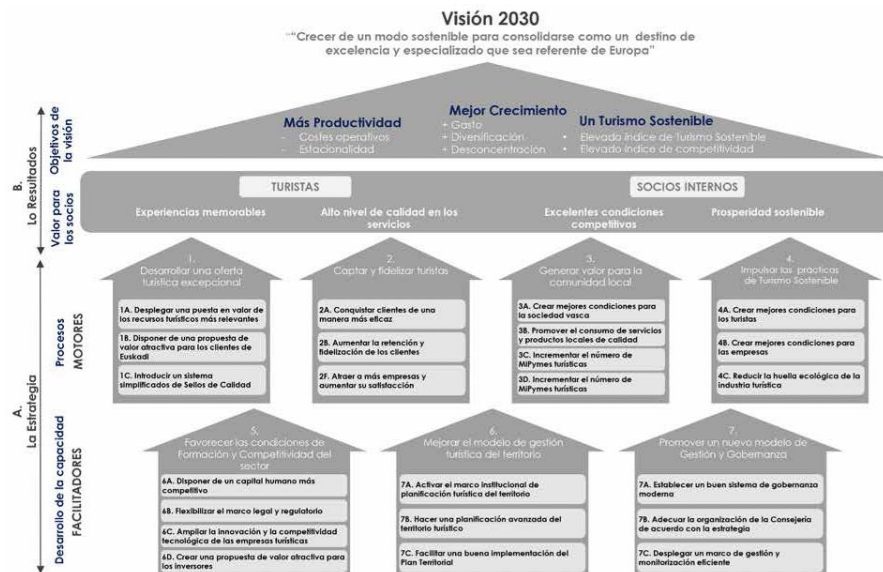 Visión 2030
“"Crecer de un modo sostenible para consolidarse como un destino de
excelencia y especializado que sea referente de Europa”
B.
Lo Resultados
Objetivos de
la visión
Más Productividad
- Costes operativos
- Estacionalidad
Mejor Crecimiento
+ Gasto
+ Diversificación
+ Desconcentración
Un Turismo Sostenible
• Elevado índice de Turismo Sostenible
• Elevado índice de competitividad
Valor para
los socios
TURISTAS
SOCIOS INTERNOS
Experiencias memorables
Alto nivel de calidad en los
servicios
Excelentes condiciones
competitivos
Prosperidad sostenible
A.
La Estrategia
Procesos
MOTORES
1.
Desarrollar una oferta
turística excepcional
1A. Desplegar una puesta en valor de
los recursos turísticos más relevantes
1B. Disponer de una propuesta de
valor atractiva para los clientes de
Euskadi
1C. Introducir un sistema
simplificados de Sellos de Calidad
2.
Captar y fidelizar turistas
2A. Conquistar clientes de una
manera más eficaz
2B. Aumentar la retención y
fidelización de los clientes
2F. Atraer a más empresas y
aumentar su satisfacción
3.
Generar valor para la
comunidad local
3A. Crear mejores condiciones para
la sociedad vasca
3B. Promover el consumo de servicios
y productos locales de calidad
3C. Incrementar el número de
MiPymes turísticas
3D. Incrementar el número de
MiPymes turísticas
4.
Impulsar las prácticas
de Turismo Sostenible
4A. Crear mejores condiciones para
los turistas
4B. Crear mejores condiciones para
las empresas
4C. Reducir la huella ecológica de la
industria turística
Desarrollo de la capacidad
FACILITADORES
5.
Favorecer las condiciones de
Formación y Competitividad del
sector
6A. Disponer de un capital humano más
competitivo
6B. Flexibilizar el marco legal y regulatorio
6C. Ampliar la innovación y la competitividad
tecnológica de las empresas turísticas
6D. Crear una propuesta de valor atractiva para
los inversores
6.
Mejorar el modelo de gestión
turística del territorio
7A. Activar el marco institucional de
planificación turística del territorio
7B. Hacer una planificación avanzada del
territorio turístico
7C. Facilitar una buena implementación del
Plan Territorial
7.
Promover un nuevo modelo de
Gestión y Gobernanza
7A. Establecer un buen sistema de gobernanza
moderna
7B. Adecuar la organización de la Consejería
de acuerdo con la estrategia
7C. Desplegar un marco de gestión y
monitorización eficiente